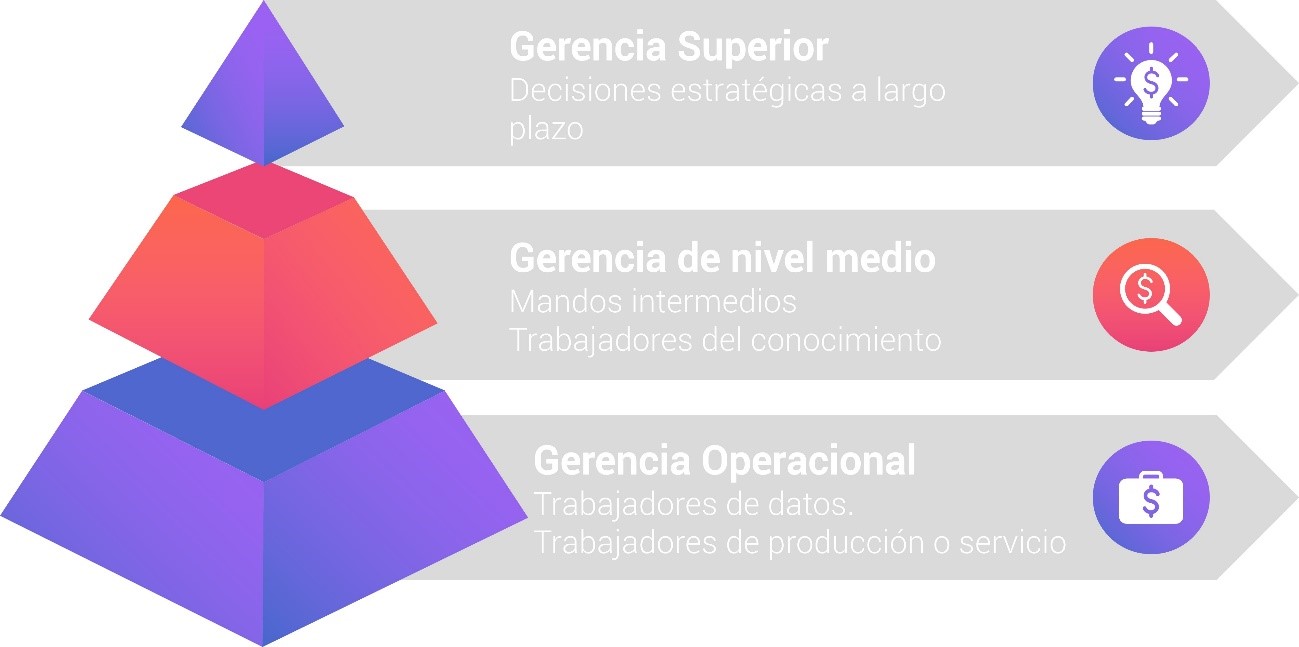 Gerencia Superior
Decisiones estratégicas a largo
plazo
$
Gerencia de nivel medio
Mandos intermedios
Trabajadores del conocimiento
$
Gerencia Operacional
Trabajadores de datos.
Trabajadores de producción o servicio
$